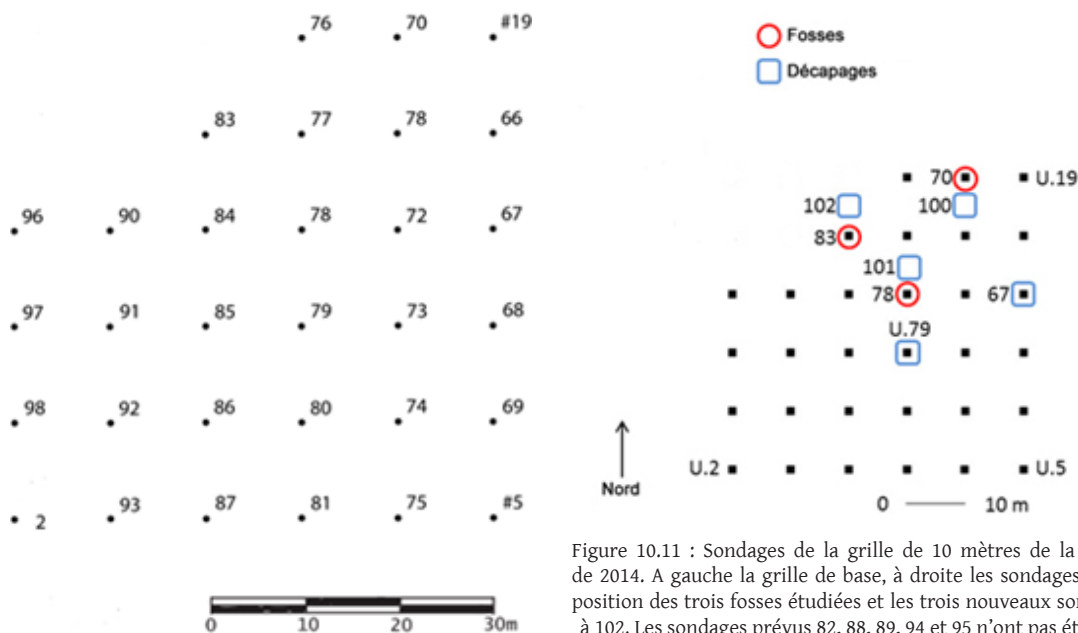 76 70 #19
83 77 78 66
96 90 84 78 72 67
97 91 85 79 73 68
98 92 86 80 74 69
2 93 87 81 75 #5
0 10 20 30m
Fosses
Décapages
70 U.19
102 100
83
101
78 67
U.79
U.2 U.5
Nord
0 10 m
Figure 10.11 : Sondages de la grille de 10 mètres de la
de 2014. A gauche la grille de base, à droite les sondages
position des trois fosses étudiées et les trois nouveaux
à 102. Les sondages prévus 82, 88, 89, 94 et 95 n'ont pas